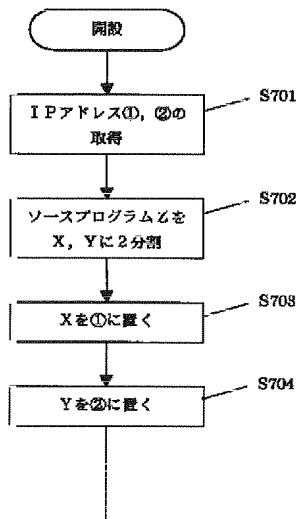 開設
IPアドレス①,②の
取得
S701
ソースプログラムZを
X,Yに2分割
S702
Xを①に置く
S703
Yを②に置く
S704